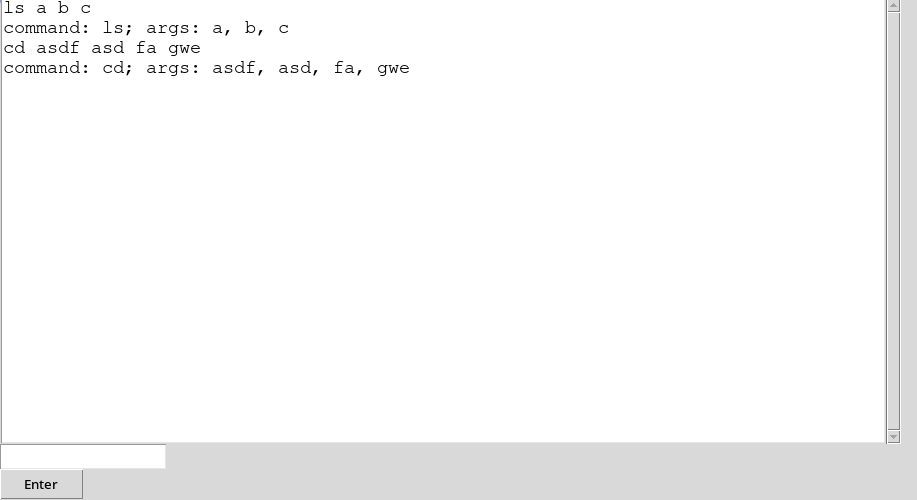 ls a b c
command: ls; args: a, b, c
cd asdf asd fa gwe
command: cd; args: asdf, asd, fa, gwe
Enter